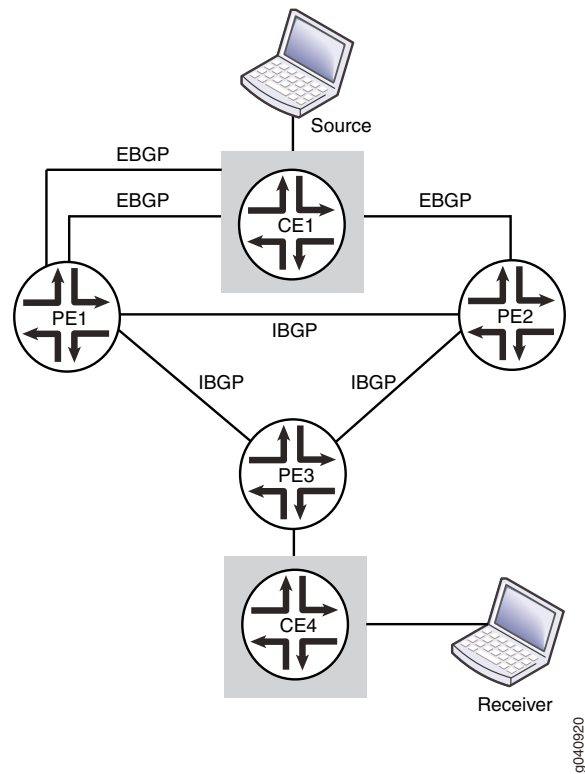 Source
EBGP
EBGP
EBGP
CE1
PE1
PE2
IBGP
IBGP
IBGP
PE3
CE4
Receiver
g040920